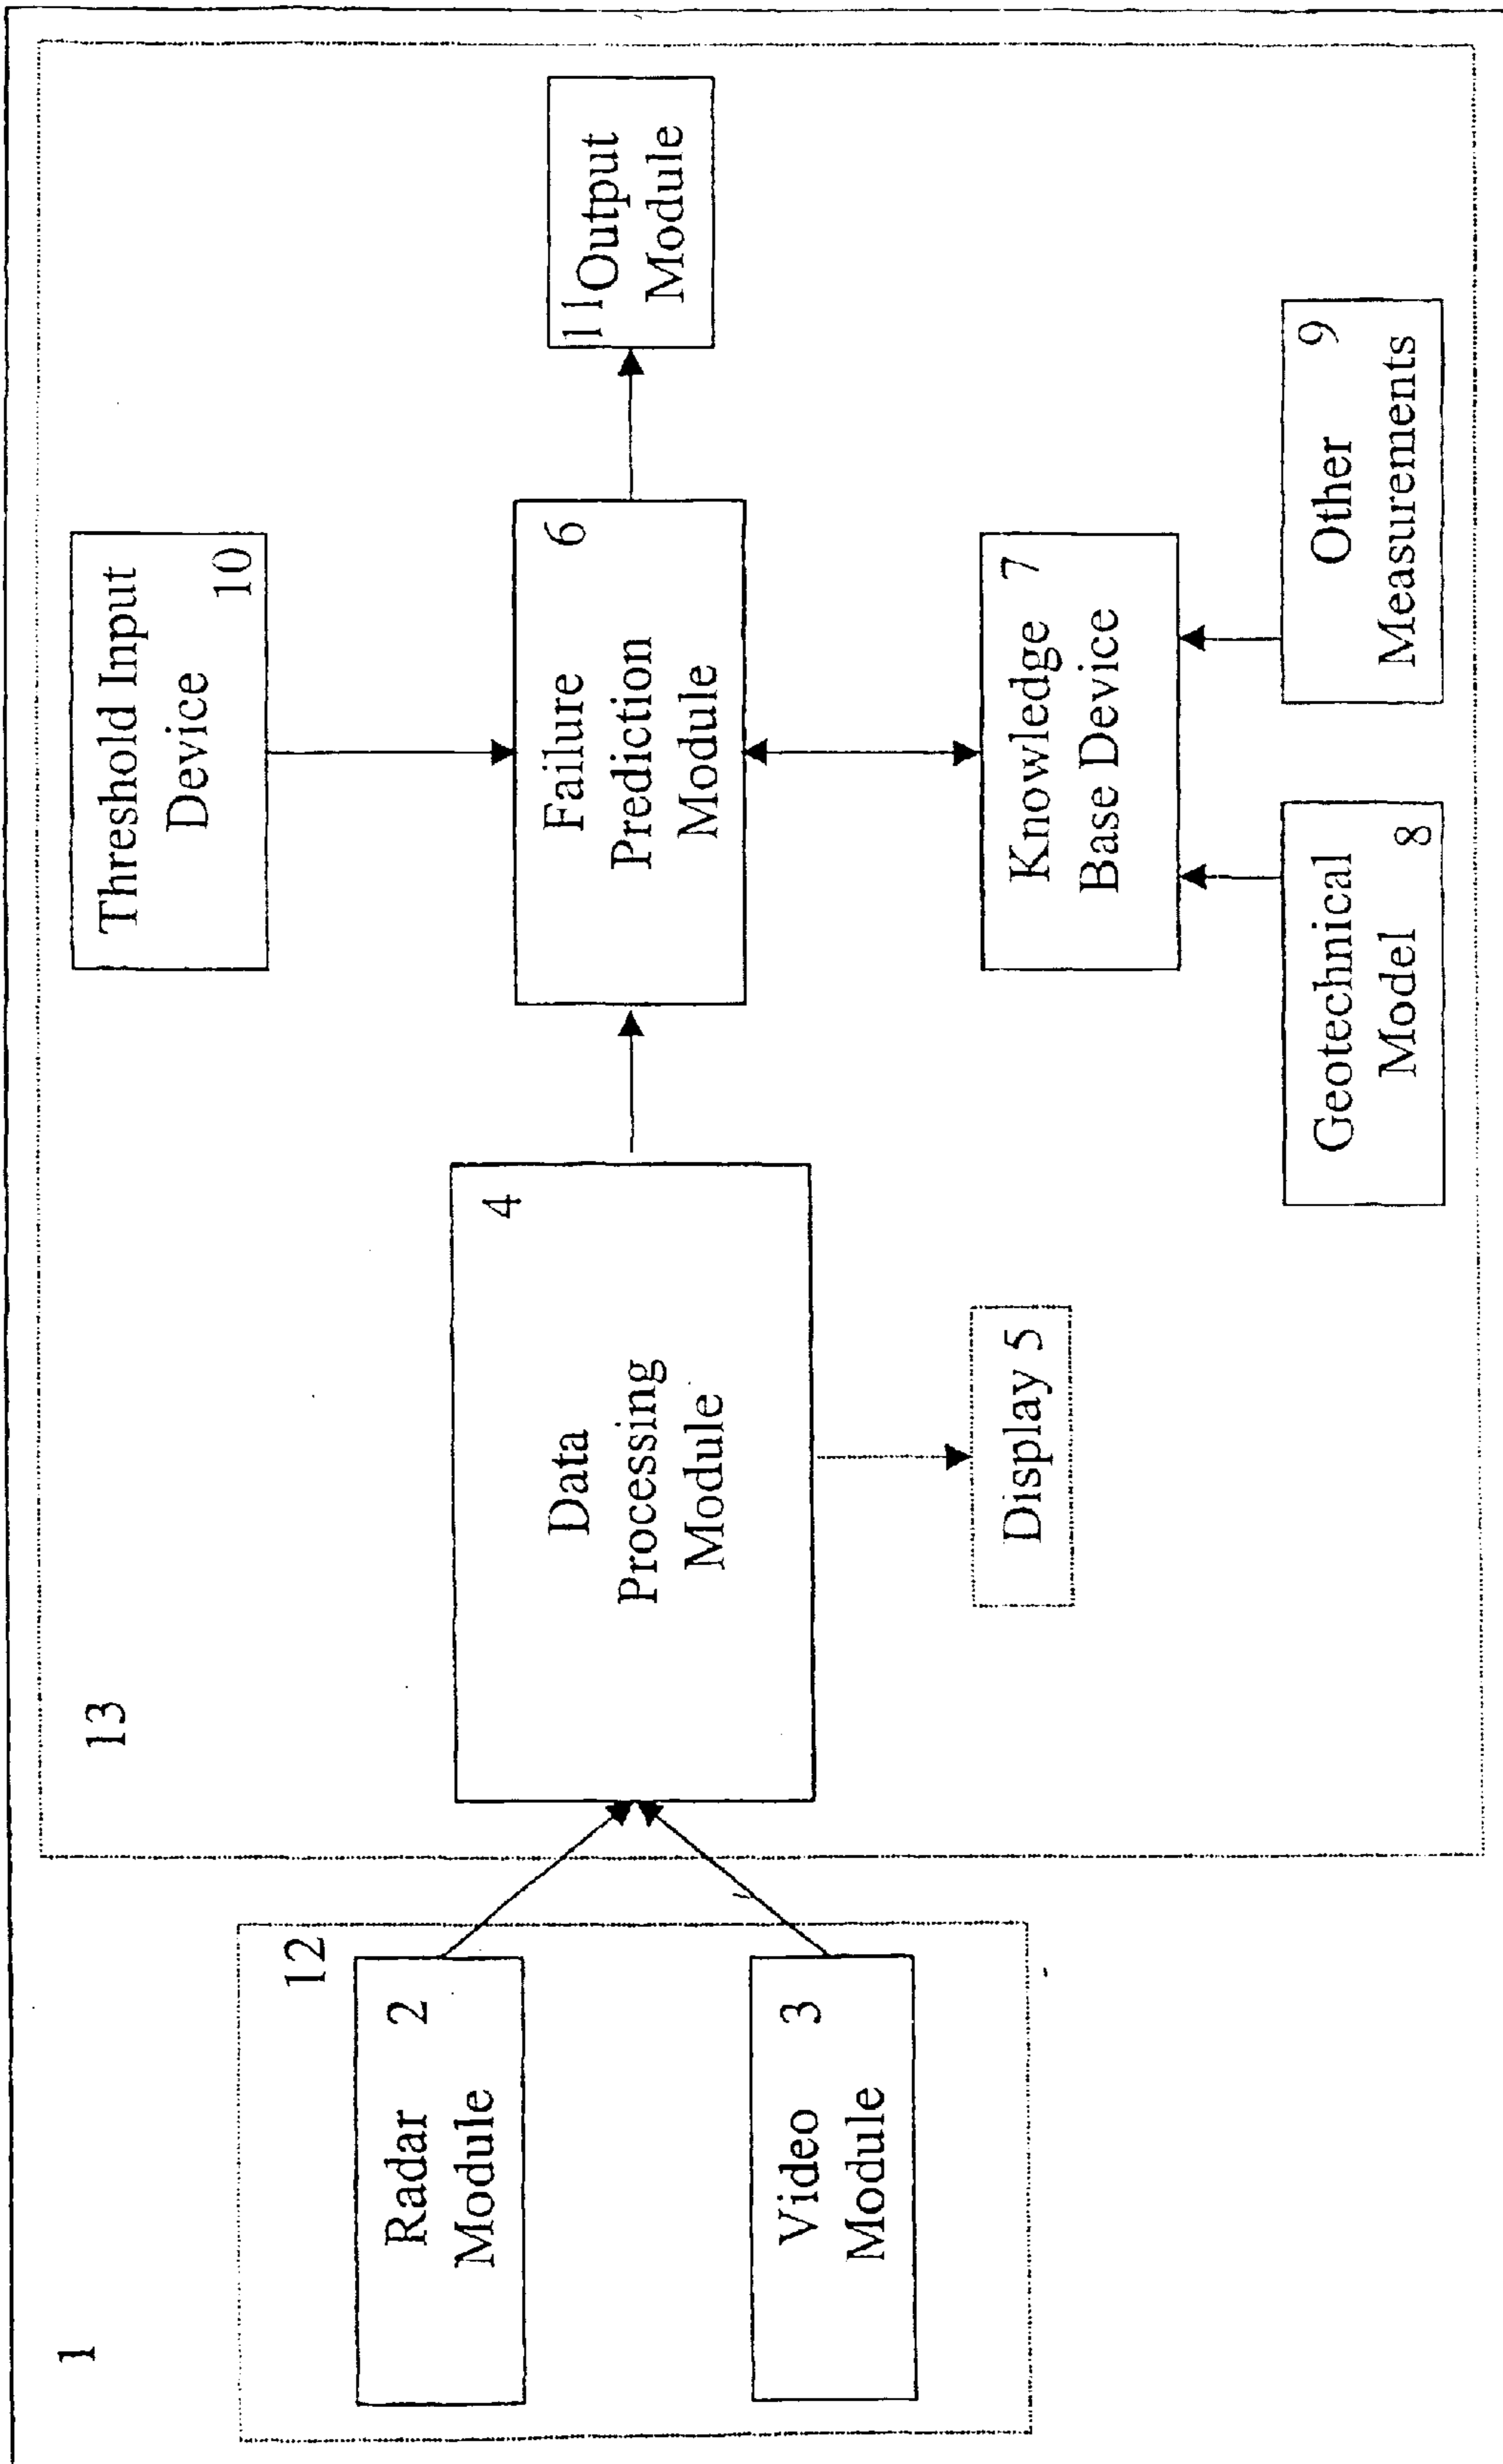 1
13
12
Radar 2
Module
Video 3
Module
Data 4
Processing
Module
Display 5
Threshold Input
Device 10
Failure 6
Prediction
Module
Knowledge 7
Base Device
Geotechnical
Model 8
Other 9
Measurements
11 Output
Module